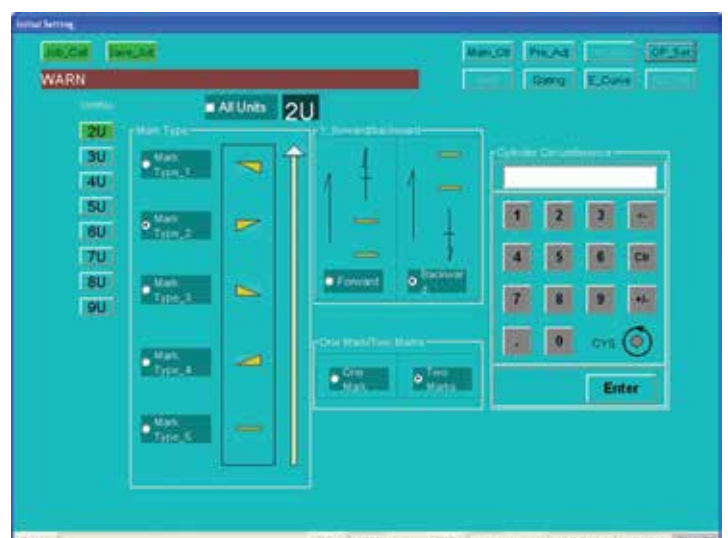 Initial Setting
Job_Call Save_Job Main_Ctl Pre_Adj OP_Set
WARN Gating E_Curve
UnitNo. All Units 2U
2U Mark Type Y_forward/backward
3U Mark Type_1 Cylinder Circumference
4U
5U Mark Type_2 1 2 3 <-
6U
7U 4 5 6 Clr
8U Mark Type_3 Forward Backwar d
9U 7 8 9 +/-
One Mark/Two Marks
Mark Type_4 One Mark Two Marks . 0 CYS
Enter
Mark Type_5